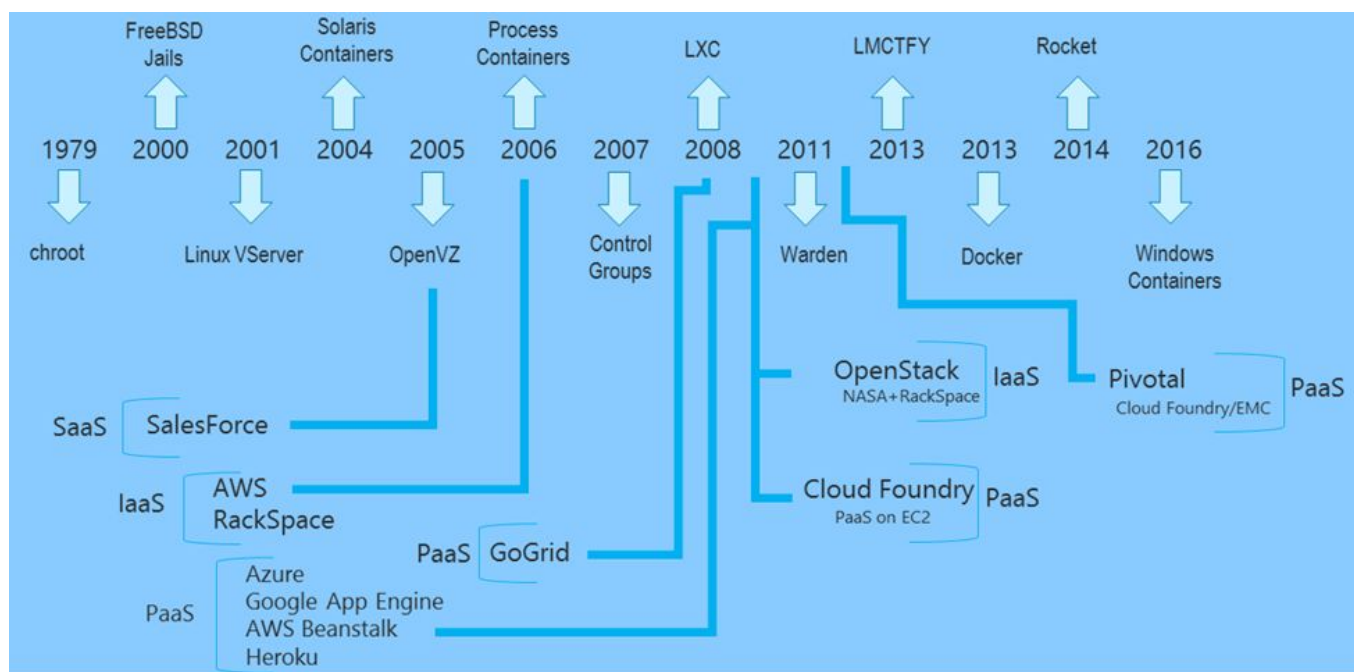 FreeBSD
Jails
Solaris
Containers
Process
Containers
LXC
LMCTFY
Rocket
1979
2000
2001
2004
2005
2006
2007
2008
2011
2013
2013
2014
2016
chroot
Linux VServer
OpenVZ
Control
Groups
Warden
Docker
Windows
Containers
OpenStack
NASA+RackSpace
IaaS
Pivotal
Cloud Foundry/EMC
PaaS
SaaS
SalesForce
IaaS
AWS
RackSpace
Cloud Foundry
PaaS on EC2
PaaS
PaaS
GoGrid
PaaS
Azure
Google App Engine
AWS Beanstalk
Heroku